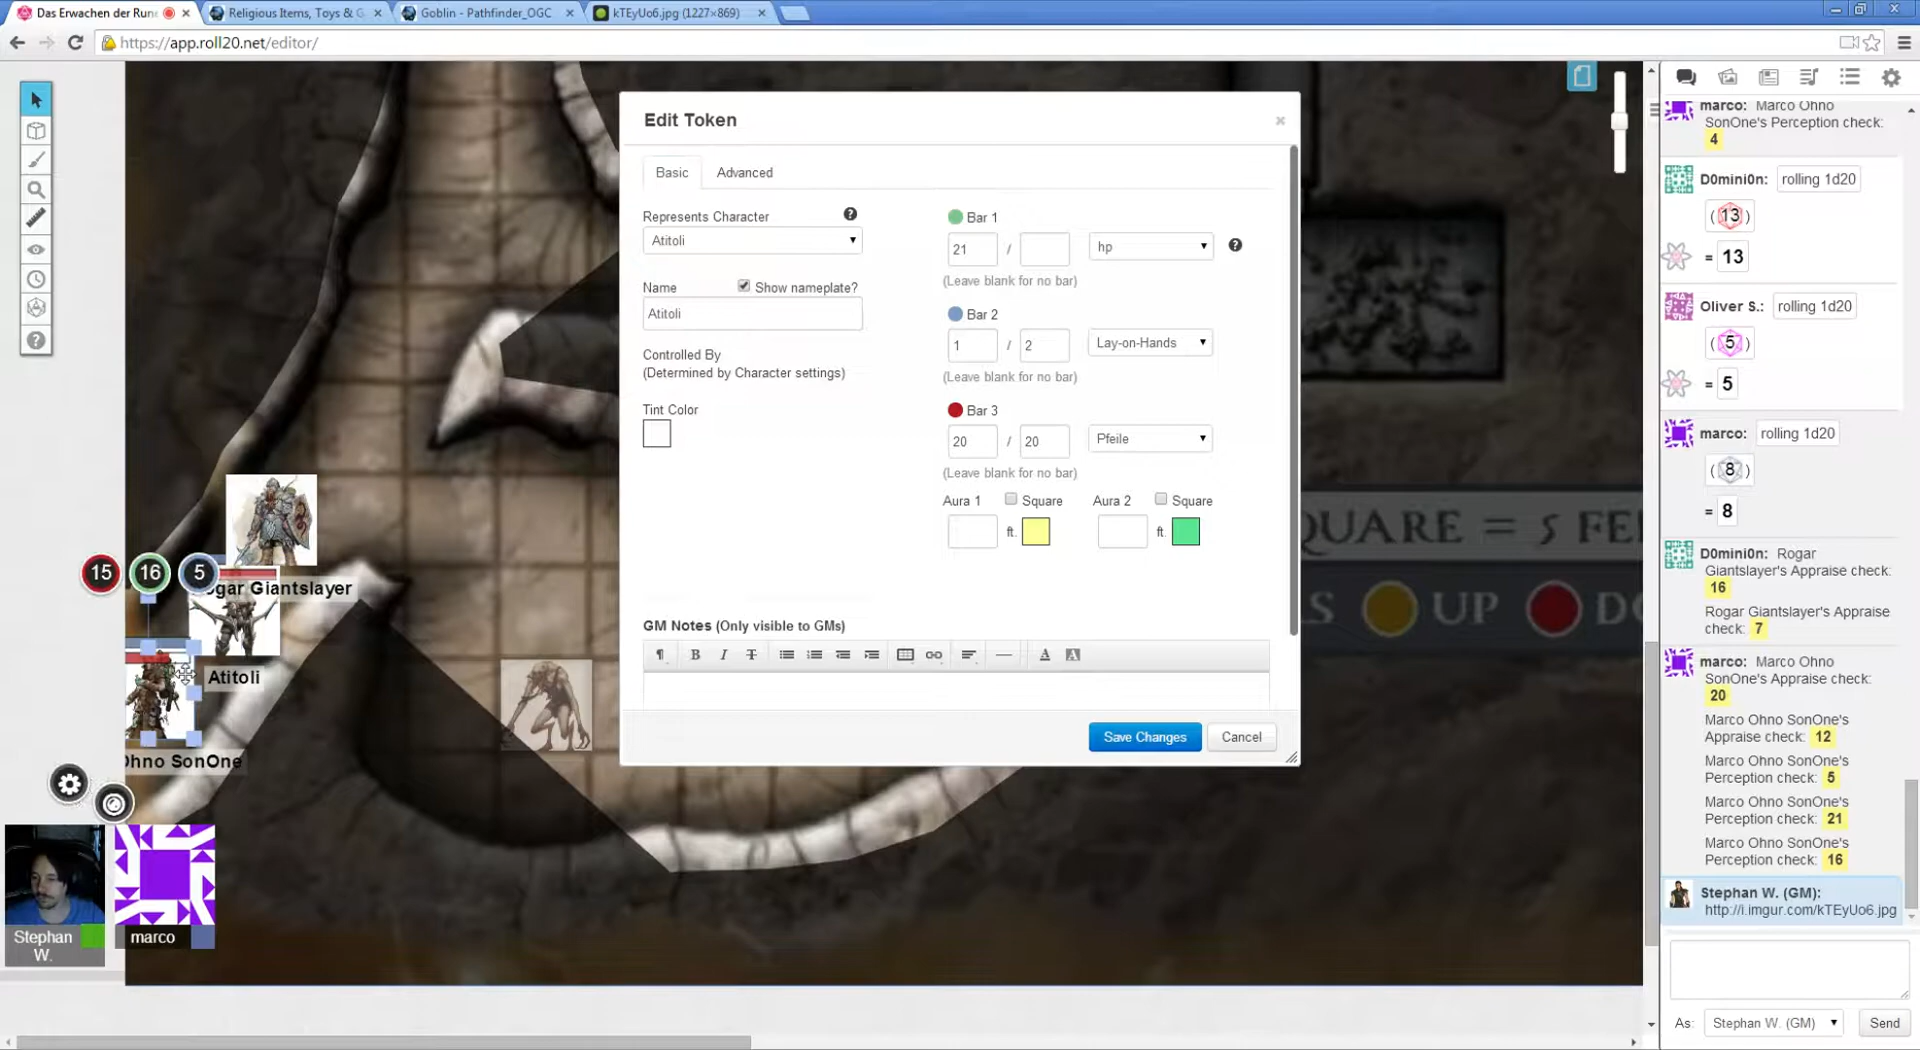 Das Erwachen der Rune
Religious Items, Toys & G
Goblin - Pathfinder_OGC
kTEyUo6.jpg (1227×869)
https://app.roll20.net/editor/
Edit Token
Basic
Advanced
Represents Character
Atitoli
Name
Show nameplate?
Atitoli
Controlled By
(Determined by Character settings)
Tint Color
Bar 1
21 /
hp
(Leave blank for no bar)
Bar 2
1 / 2
Lay-on-Hands
(Leave blank for no bar)
Bar 3
20 / 20
Pfeile
(Leave blank for no bar)
Aura 1
Square
Aura 2
Square
ft.
ft.
GM Notes (Only visible to GMs)
Save Changes
Cancel
15
16
5
ogar Giantslayer
Atitoli
Ohno SonOne
QUARE = 5 FE
LS
UP
DO
Stephan W.
marco
marco: Marco Ohno
SonOne's Perception check:
4
D0mini0n: rolling 1d20
(13)
= 13
Oliver S.: rolling 1d20
(5)
= 5
marco: rolling 1d20
(8)
= 8
D0mini0n: Rogar
Giantslayer's Appraise check:
16
Rogar Giantslayer's Appraise
check: 7
marco: Marco Ohno
SonOne's Appraise check:
20
Marco Ohno SonOne's
Appraise check: 12
Marco Ohno SonOne's
Perception check: 5
Marco Ohno SonOne's
Perception check: 21
Marco Ohno SonOne's
Perception check: 16
Stephan W. (GM):
http://i.imgur.com/kTEyUo6.jpg
As: Stephan W. (GM)
Send